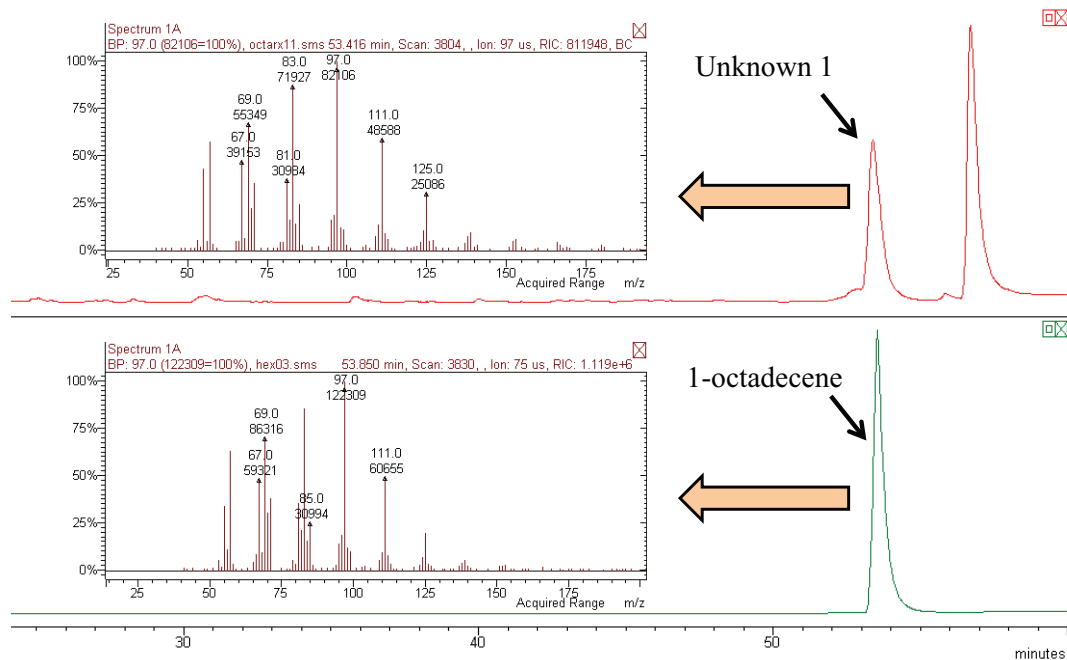 Spectrum 1A
BP: 97.0 (82106=100%), octarx11.sms 53.416 min, Scan: 3804, , Ion: 97 us, RIC: 811948, BC
100%
75%
50%
25%
0%
97.0
82106
83.0
71927
69.0
55349
67.0
39153
81.0
30984
111.0
48588
125.0
25086
25 50 75 100 125 150 175
Acquired Range m/z
Unknown 1
Spectrum 1A
BP: 97.0 (122309=100%), hex03.sms 53.850 min, Scan: 3830, , Ion: 75 us, RIC: 1.119e+6
100%
75%
50%
25%
0%
97.0
122309
69.0
86316
67.0
59321
85.0
30994
111.0
60655
25 50 75 100 125 150 175
Acquired Range m/z
1-octadecene
30 40 50
minutes